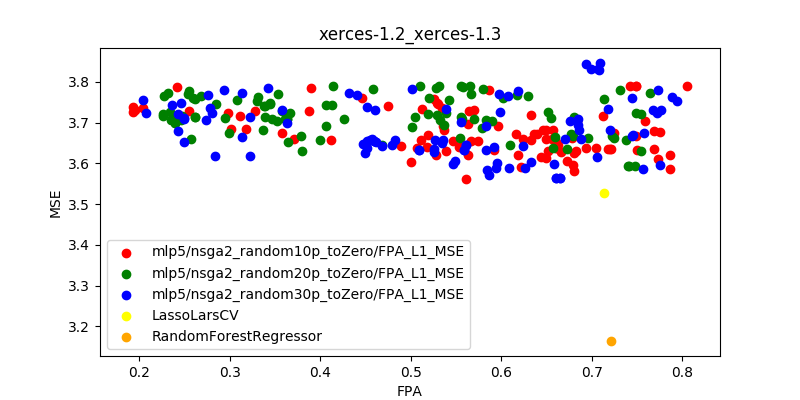 xerces-1.2_xerces-1.3
MSE
3.8
3.7
3.6
3.5
3.4
3.3
3.2
mlp5/nsga2_random10p_toZero/FPA_L1_MSE
mlp5/nsga2_random20p_toZero/FPA_L1_MSE
mlp5/nsga2_random30p_toZero/FPA_L1_MSE
LassoLarsCV
RandomForestRegressor
0.2 0.3 0.4 0.5 0.6 0.7 0.8
FPA